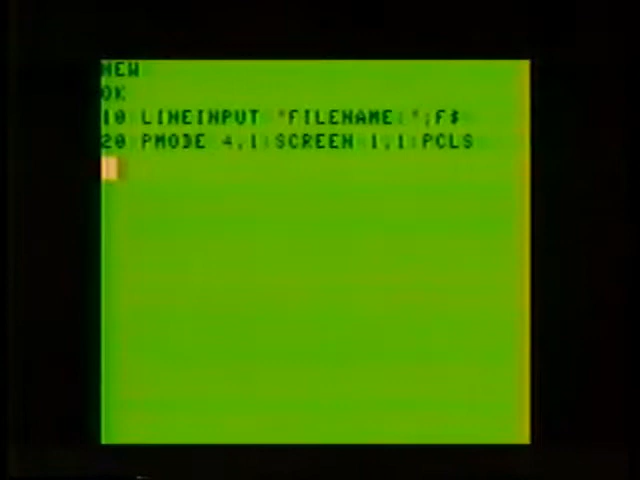 NEW
OK
10 LINEINPUT "FILENAME:";F$
20 PMODE 4,1:SCREEN 1,1:PCLS